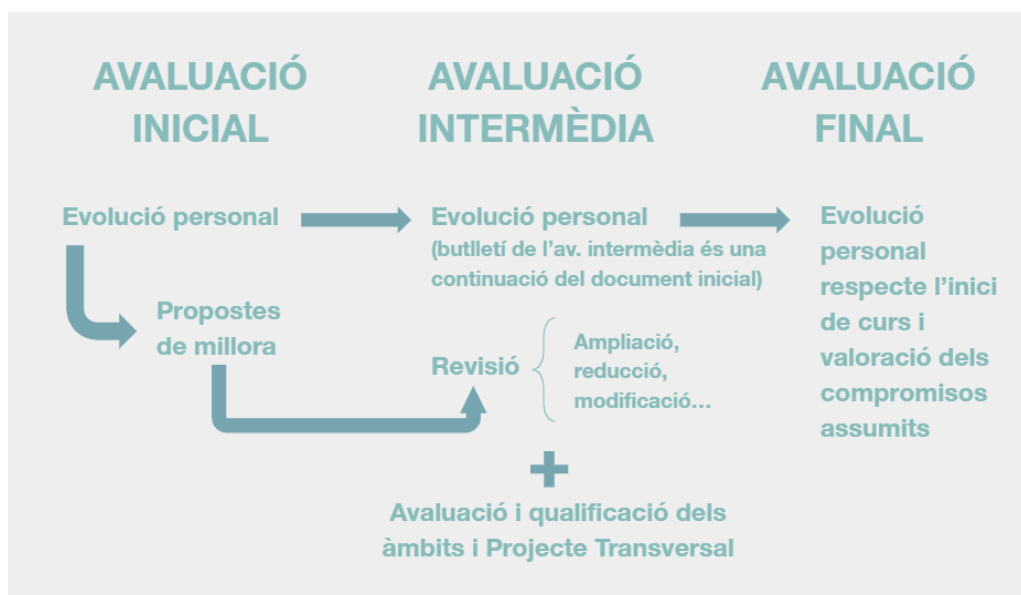 AVALUACIÓ
INICIAL
AVALUACIÓ
INTERMÈDIA
AVALUACIÓ
FINAL
Evolució personal
Propostes
de millora
Evolució personal
(butlletí de l'av. intermèdia és una
continuació del document inicial)
Revisió
Ampliació,
reducció,
modificació...
+
Avaluació i qualificació dels
àmbits i Projecte Transversal
Evolució
personal
respecte l'inici
de curs i
valoració dels
compromisos
assumits